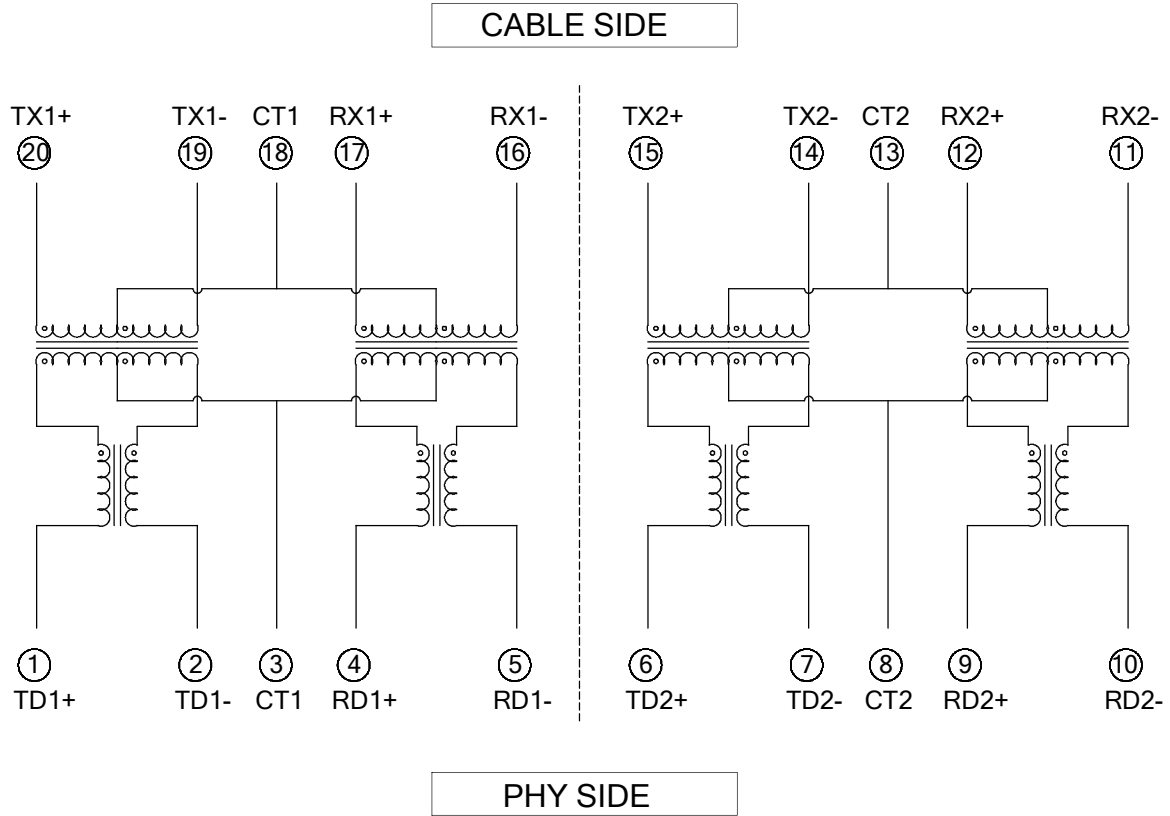 CABLE SIDE
TX1+ TX1- CT1 RX1+ RX1- TX2+ TX2- CT2 RX2+ RX2-
20 19 18 17 16 15 14 13 12 11
1 2 3 4 5 6 7 8 9 10
TD1+ TD1- CT1 RD1+ RD1- TD2+ TD2- CT2 RD2+ RD2-
PHY SIDE